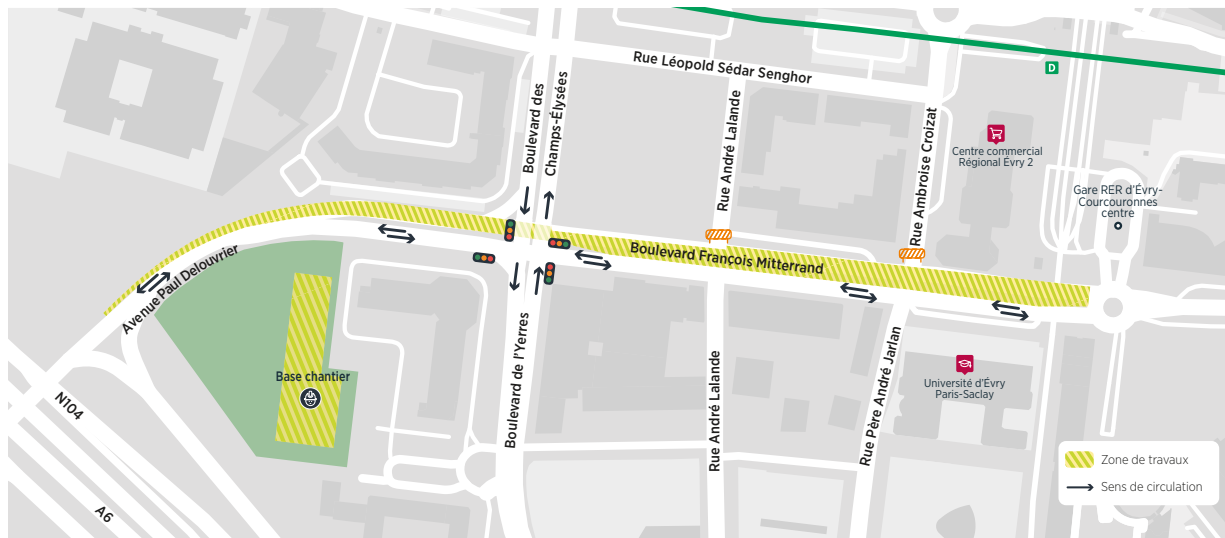 Rue Léopold Sédar Senghor
D
Boulevard des
Champs-Élysées
Rue André Lalande
Rue Ambroise Croizat
Centre commercial
Régional Évry 2
Gare RER d'Évry-
Courcouronnes
centre
Boulevard François Mitterrand
Avenue Paul Delouvrier
Base chantier
Boulevard de l'Yerres
Rue André Lalande
Rue Père André Jarlan
Université d'Évry
Paris-Saclay
N104
A6
Zone de travaux
Sens de circulation